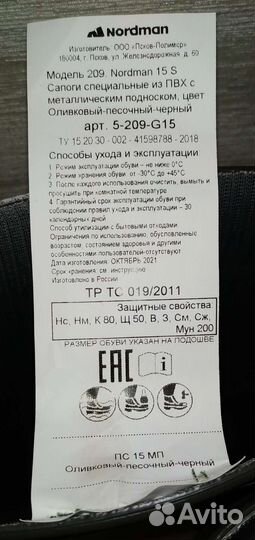 Nordman
Изготовитель: ООО «Псков-Полимер»
180004, г. Псков, ул. Железнодорожная д. 60
Модель 209. Nordman 15 S
Сапоги специальные из ПВХ с
металлическим подноском, цвет
Оливковый-песочный-черный
арт. 5-209-G15
ТУ 15.20.30 - 002 - 41598788 - 2018
Способы ухода и эксплуатации
1. Режим эксплуатации обуви – не ниже 0°С
2. Режим хранения обуви от -30°С до +45°С
3. После каждого использования очистить, вымыть и
просушить при комнатной температуре
4. Гарантийный срок эксплуатации обуви при
соблюдении правил ухода и эксплуатации – 30
календарных дней
Способ утилизации с бытовыми отходами.
Ограничения по использованию, обусловленные
возрастом, состоянием здоровья и другими
особенностями пользователей-отсутствуют
Дата изготовления: ОКТЯБРЬ 2021
Срок хранения см. инструкцию
Изготовлено в России
ТР ТС 019/2011
Защитные свойства:
Нс, Нм, К 80, Щ 50, В, З, См, Сж,
Мун 200
РАЗМЕР ОБУВИ УКАЗАН НА ПОДОШВЕ
EAC i
ПС 15 МП
Оливковый-песочный-черный
Avito